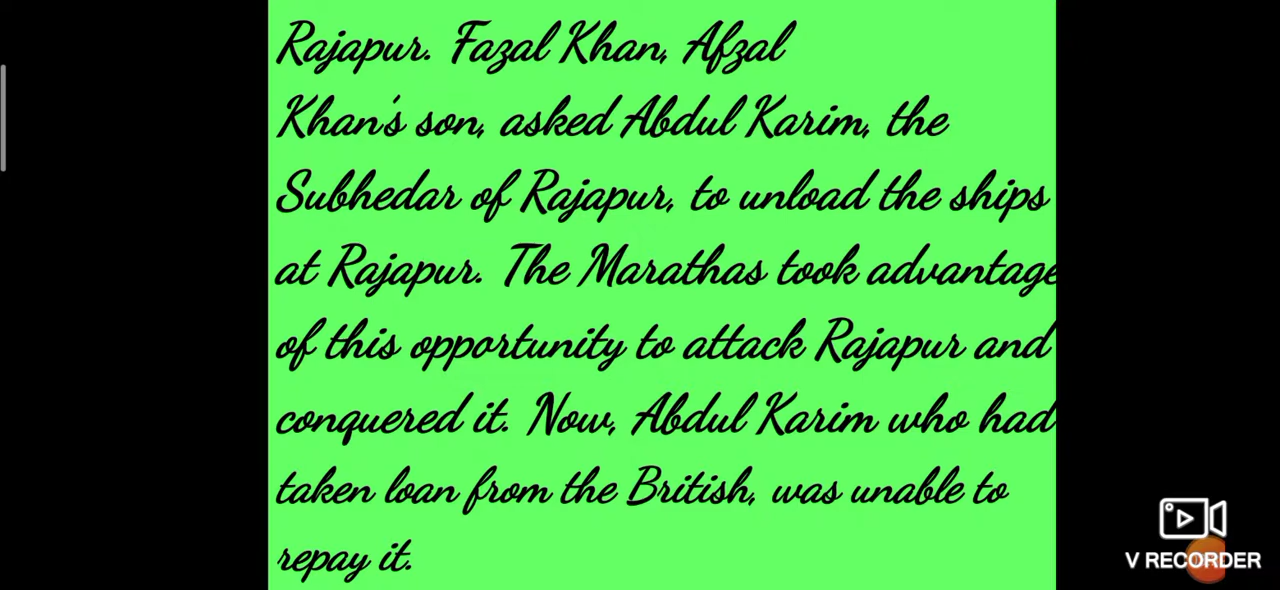 Rajapur. Fazal Khan, Afzal
Khan's son, asked Abdul Karim, the
Subhedar of Rajapur, to unload the ships
at Rajapur. The Marathas took advantage
of this opportunity to attack Rajapur and
conquered it. Now, Abdul Karim who had
taken loan from the British, was unable to
repay it.
V RECORDER